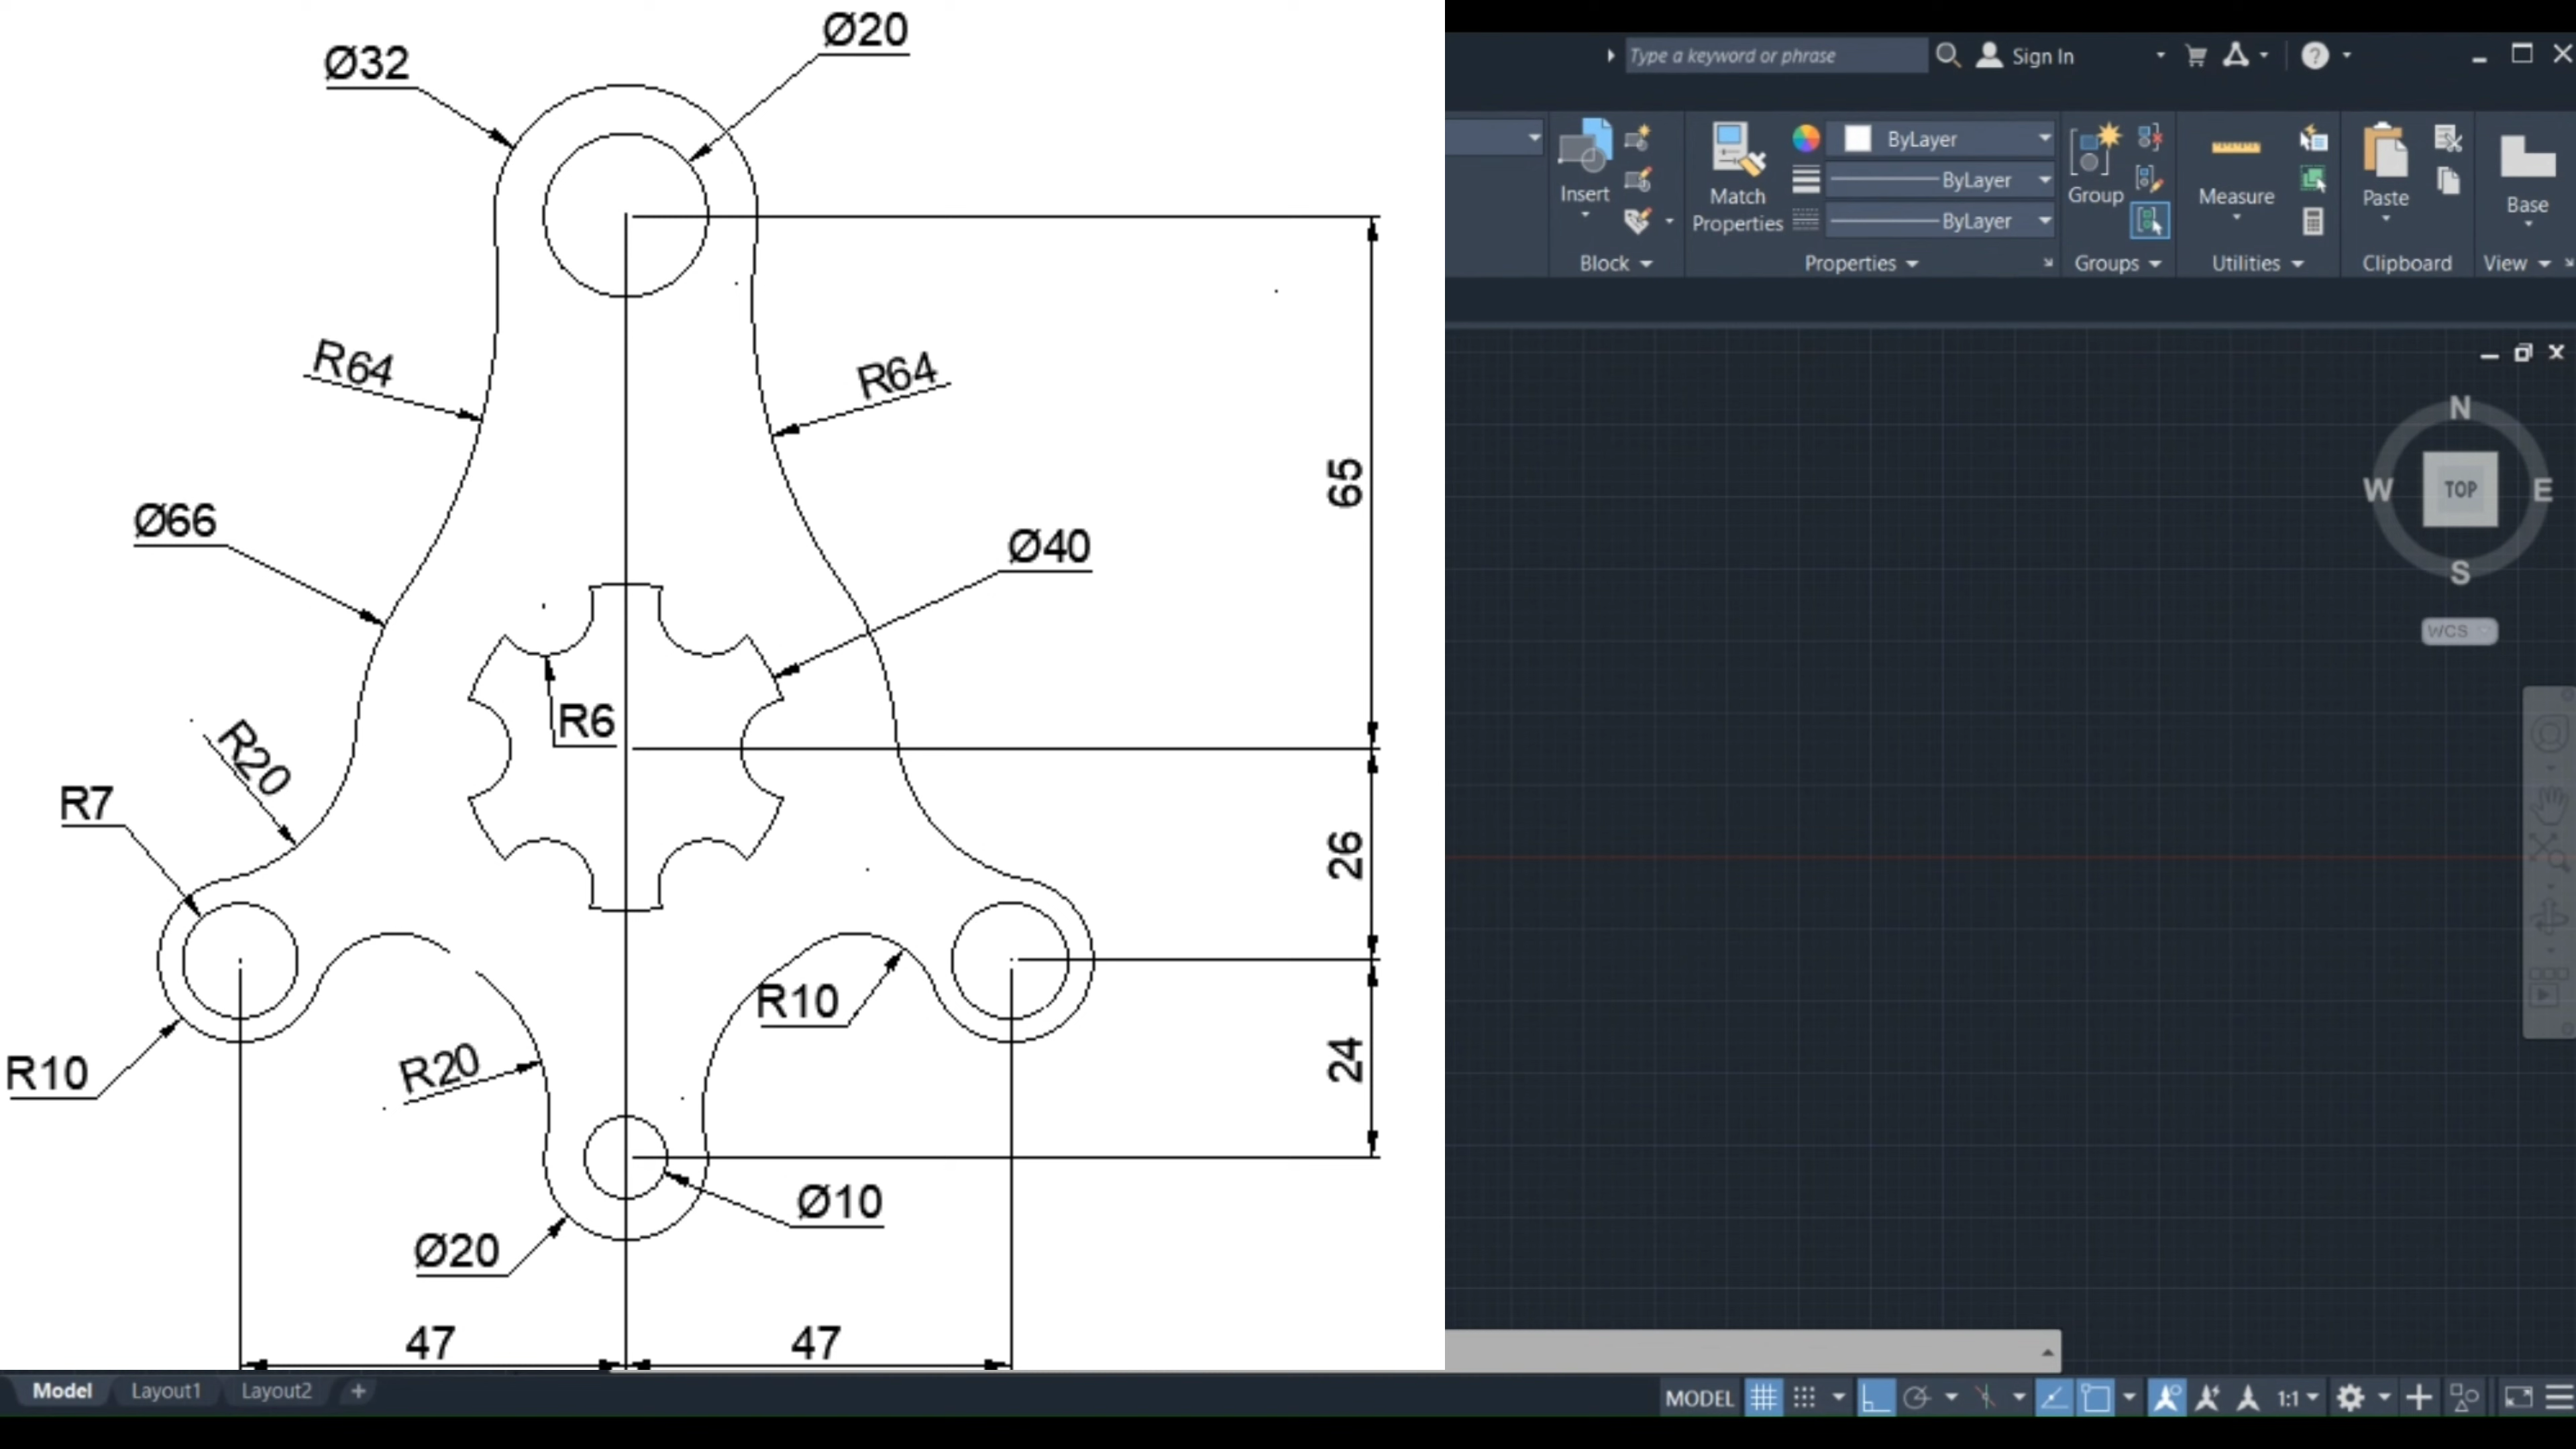 Ø20
Ø32
R64
R64
65
Ø66
Ø40
R6
R20
R7
26
R10
R10
R20
24
Ø10
Ø20
47
47
Type a keyword or phrase
Sign In
?
Insert
Match
Properties
ByLayer
ByLayer
ByLayer
Group
Measure
Paste
Base
Block
Properties
Groups
Utilities
Clipboard
View
N
W
TOP
E
S
WCS
Model
Layout1
Layout2
+
MODEL
1:1